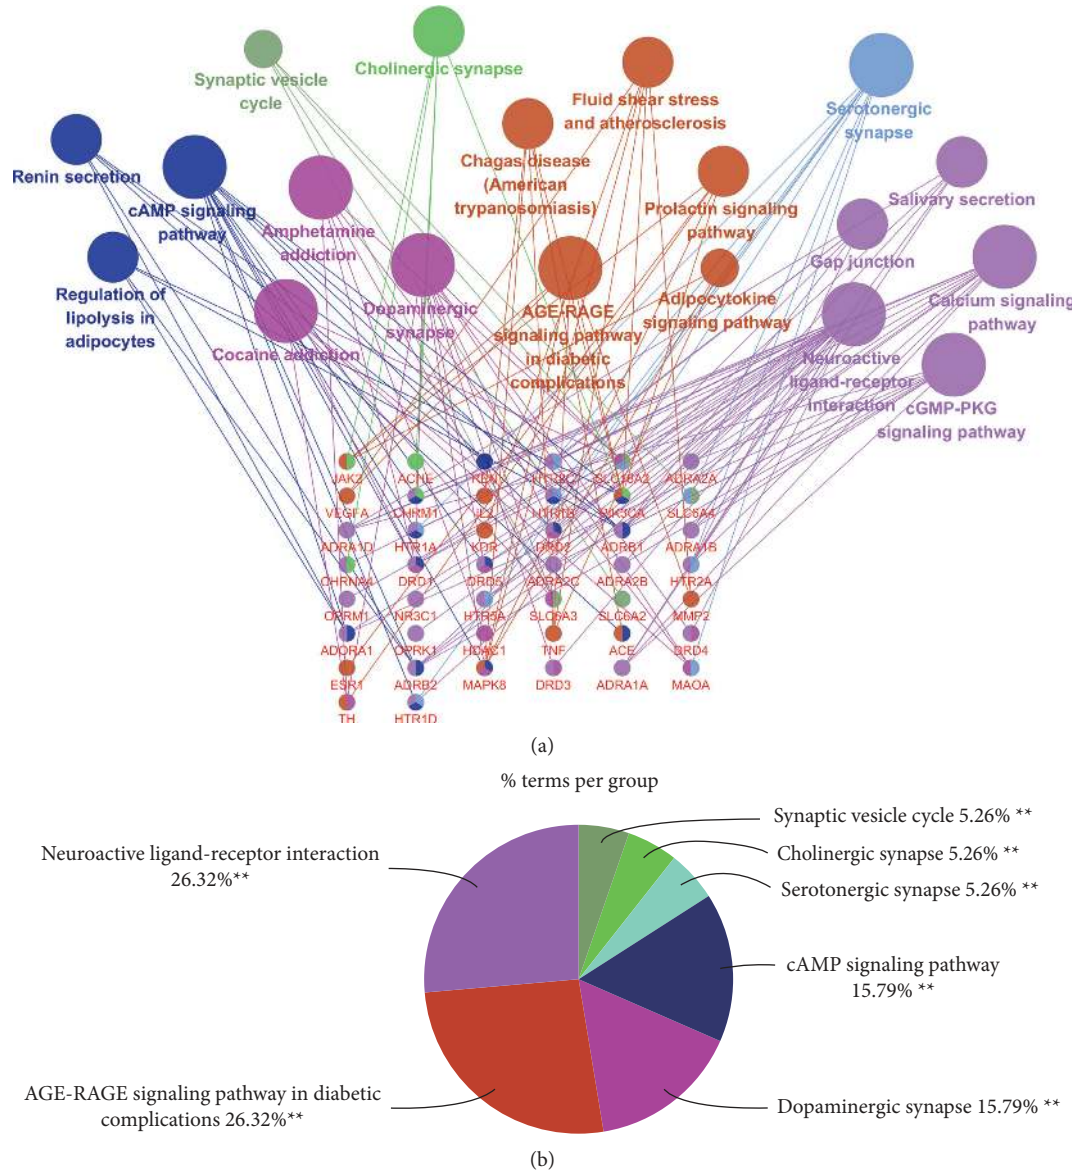 Synaptic vesicle
cycle
Cholinergic synapse
Fluid shear stress
and atherosclerosis
Serotonergic
synapse
Renin secretion
cAMP signaling
pathway
Chagas disease
(American
trypanosomiasis)
Prolactin signaling
pathway
Salivary secretion
Amphetamine
addiction
Gap junction
Regulation of
lipolysis in
adipocytes
Dopaminergic
synapse
Cocaine addiction
AGE-RAGE
signaling pathway
in diabetic
complications
Adipocytokine
signaling pathway
Calcium signaling
pathway
Neuroactive
ligand-receptor
interaction
cGMP-PKG
signaling pathway
ACHE SLC18A2 ADRA2A
VEGFA CHRM1 IL2 PIK3CA SLC6A4
ADRA1D HTR1A KDR DRD2 ADRB1 ADRA1B
CHRNA4 DRD1 DRD5 ADRA2C ADRA2B HTR2A
OPRM1 NR3C1 SLC6A3 SLC6A2 MMP2
ADORA1 OPRK1 HDAC1 TNF ACE DRD4
ESR1 ADRB2 MAPK8 DRD3 ADRA1A MAOA
TH HTR1D
(a)
% terms per group
Synaptic vesicle cycle 5.26% **
Cholinergic synapse 5.26% **
Serotonergic synapse 5.26% **
cAMP signaling pathway
15.79% **
Dopaminergic synapse 15.79% **
Neuroactive ligand-receptor interaction
26.32%**
AGE-RAGE signaling pathway in diabetic
complications 26.32%**
(b)